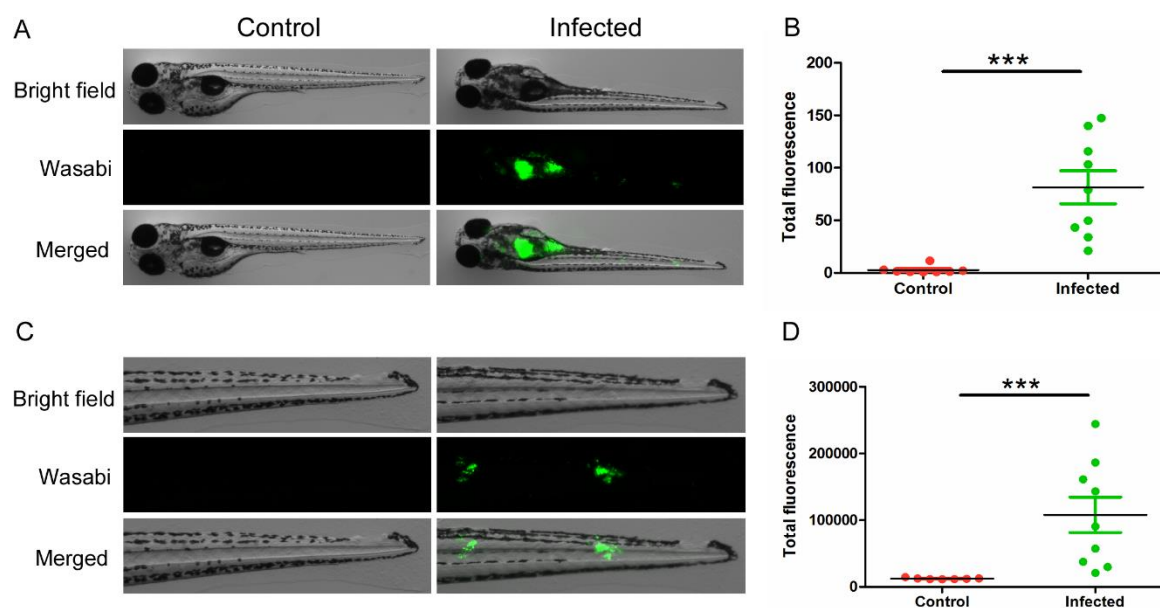 A
Control
Infected
Bright field
Wasabi
Merged
B
***
200
150
100
50
0
Total fluorescence
Control
Infected
C
Bright field
Wasabi
Merged
D
***
300000
200000
100000
0
Total fluorescence
Control
Infected